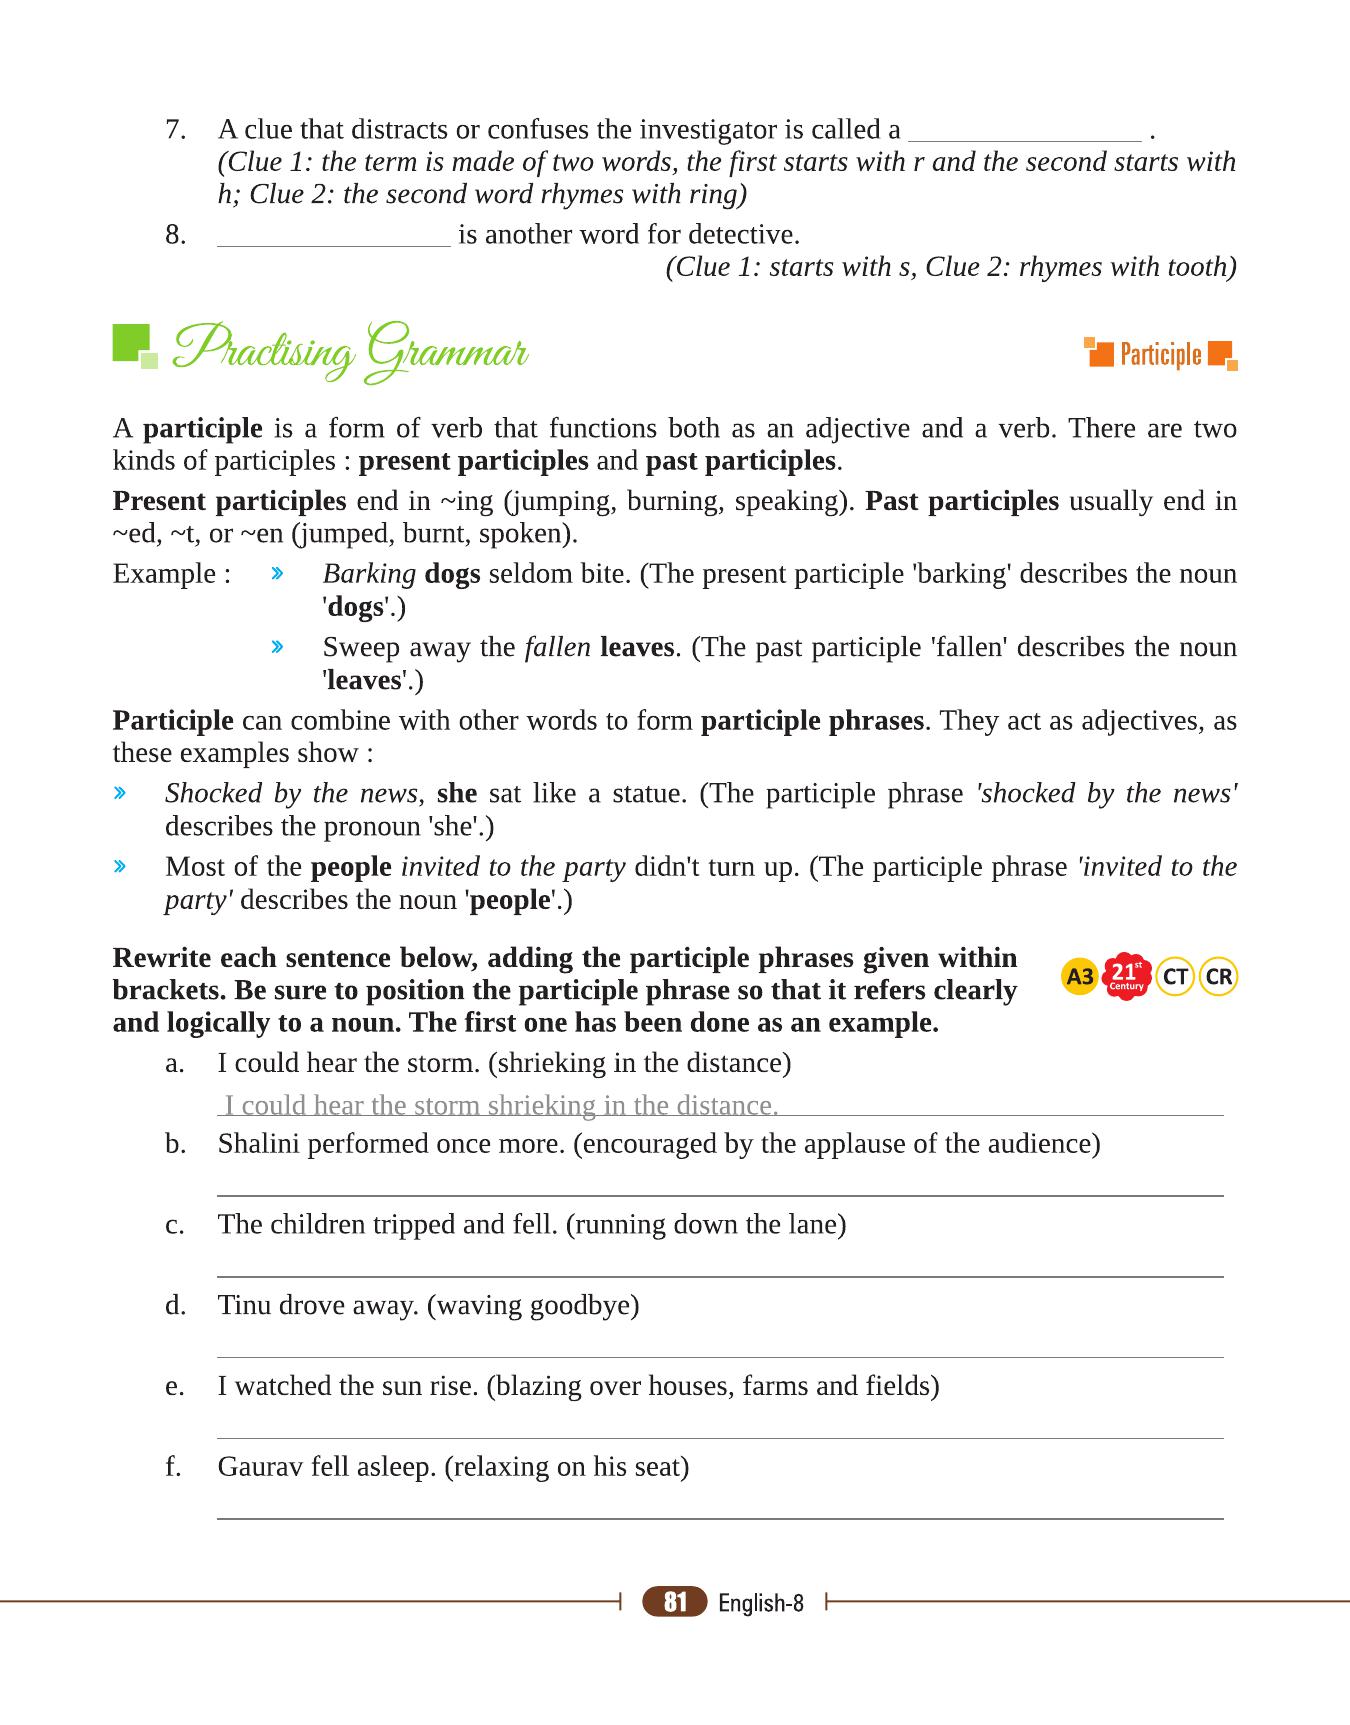 7. A clue that distracts or confuses the investigator is called a ________________ .
(Clue 1: the term is made of two words, the first starts with r and the second starts with
h; Clue 2: the second word rhymes with ring)
8. ________________ is another word for detective.
(Clue 1: starts with s, Clue 2: rhymes with tooth)
Practising Grammar
Participle
A participle is a form of verb that functions both as an adjective and a verb. There are two
kinds of participles : present participles and past participles.
Present participles end in ~ing (jumping, burning, speaking). Past participles usually end in
~ed, ~t, or ~en (jumped, burnt, spoken).
Example : » Barking dogs seldom bite. (The present participle 'barking' describes the noun
'dogs'.)
» Sweep away the fallen leaves. (The past participle 'fallen' describes the noun
'leaves'.)
Participle can combine with other words to form participle phrases. They act as adjectives, as
these examples show :
» Shocked by the news, she sat like a statue. (The participle phrase 'shocked by the news'
describes the pronoun 'she'.)
» Most of the people invited to the party didn't turn up. (The participle phrase 'invited to the
party' describes the noun 'people'.)
Rewrite each sentence below, adding the participle phrases given within
brackets. Be sure to position the participle phrase so that it refers clearly
and logically to a noun. The first one has been done as an example.
A3 21st Century CT CR
a. I could hear the storm. (shrieking in the distance)
I could hear the storm shrieking in the distance.
b. Shalini performed once more. (encouraged by the applause of the audience)
c. The children tripped and fell. (running down the lane)
d. Tinu drove away. (waving goodbye)
e. I watched the sun rise. (blazing over houses, farms and fields)
f. Gaurav fell asleep. (relaxing on his seat)
81 English-8